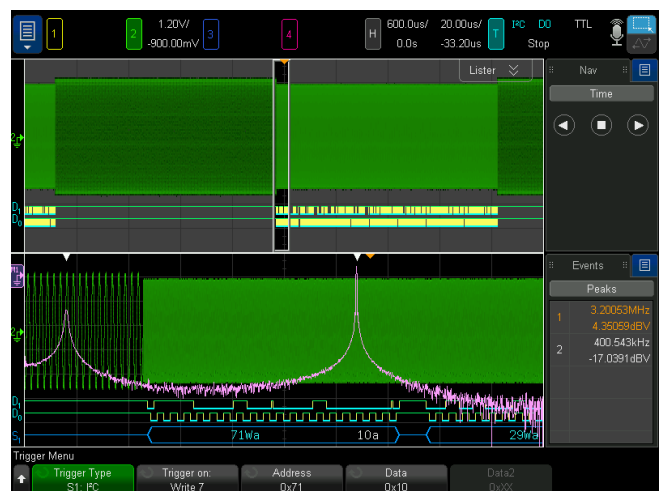 1
2
1.20V/
-900.00mV
3
4
H
600.0us/
0.0s
20.00us/
-33.20us
T
I²C
D0
TTL
Stop
Lister
Nav
Time
2
D₁
D₀
M1
Events
Peaks
1
3.20053MHz
4.35059dBV
2
400.543kHz
-17.0391dBV
2
D₁
D₀
S₁
71Wa
10a
29Wa
Trigger Menu
Trigger Type
S1: I²C
Trigger on:
Write 7
Address
0x71
Data
0x10
Data2
0xXX